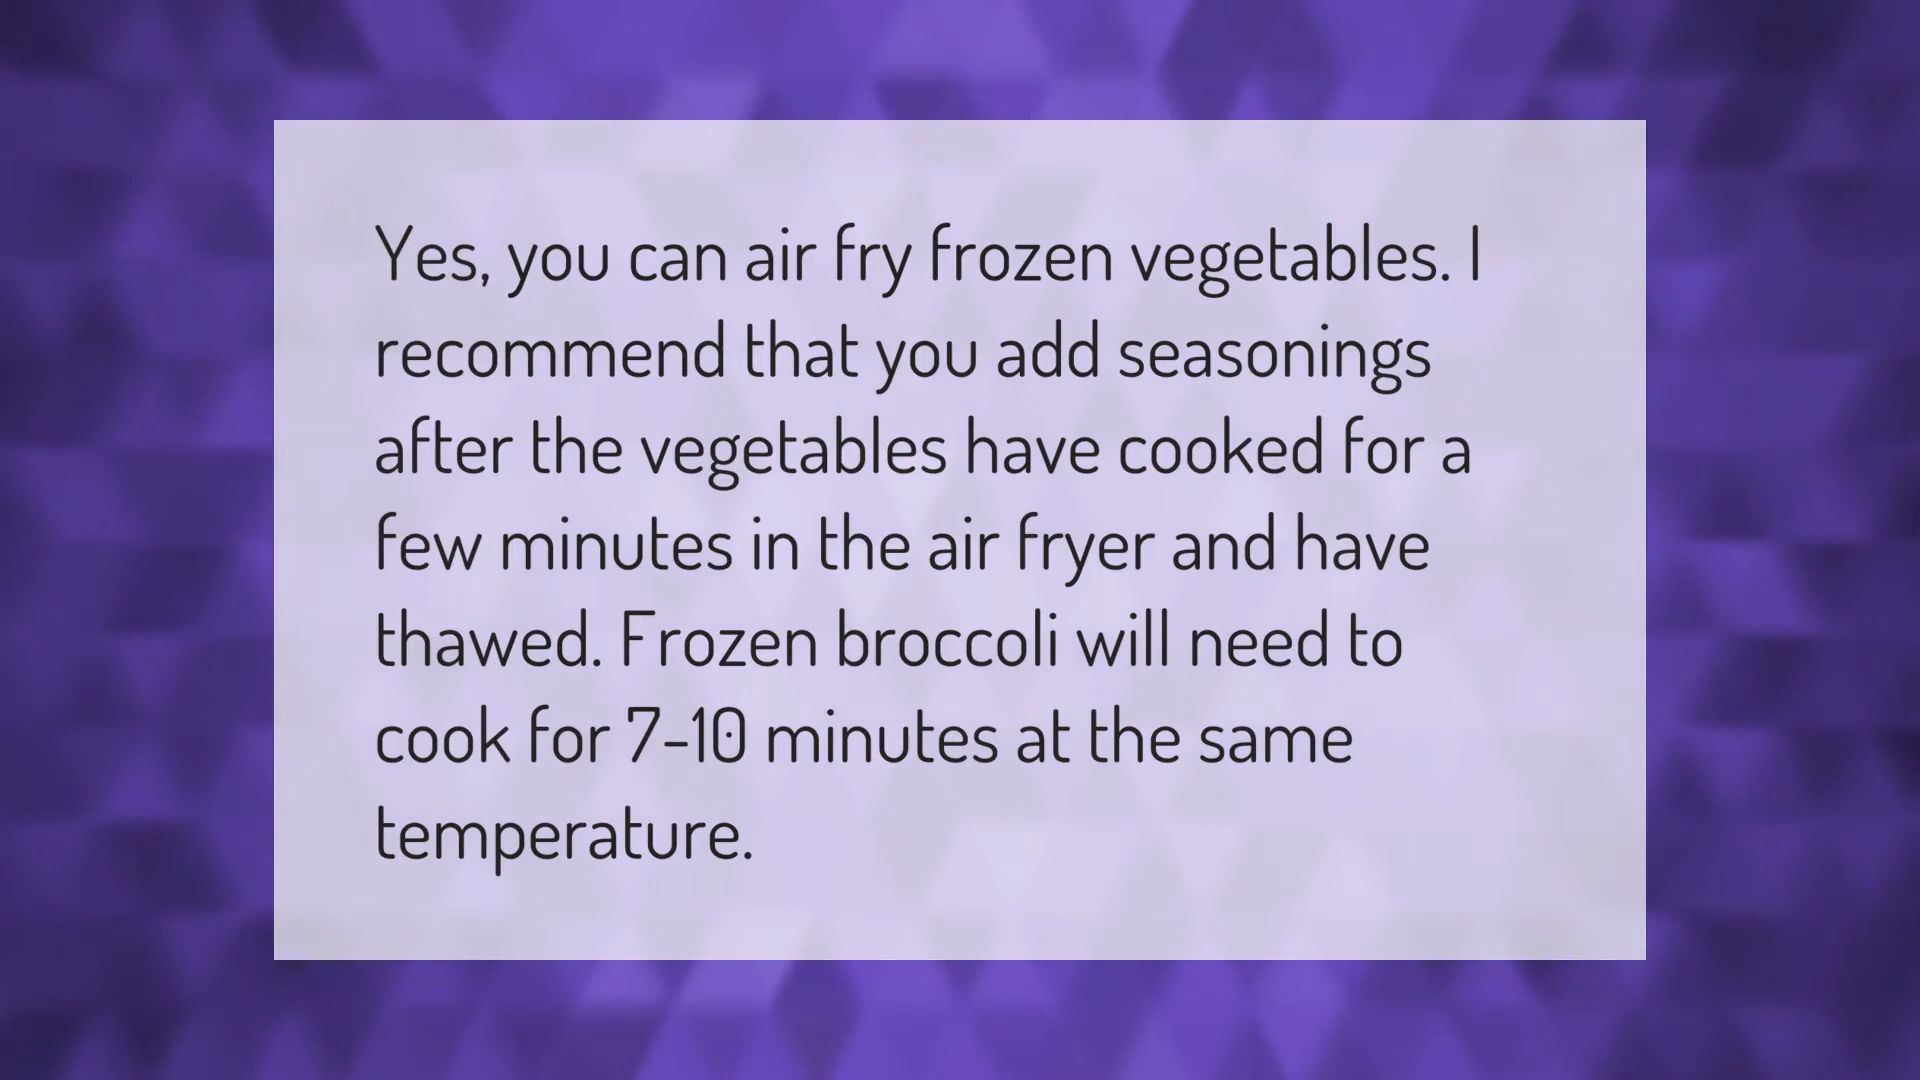 Yes, you can air fry frozen vegetables. I
recommend that you add seasonings
after the vegetables have cooked for a
few minutes in the air fryer and have
thawed. Frozen broccoli will need to
cook for 7-10 minutes at the same
temperature.